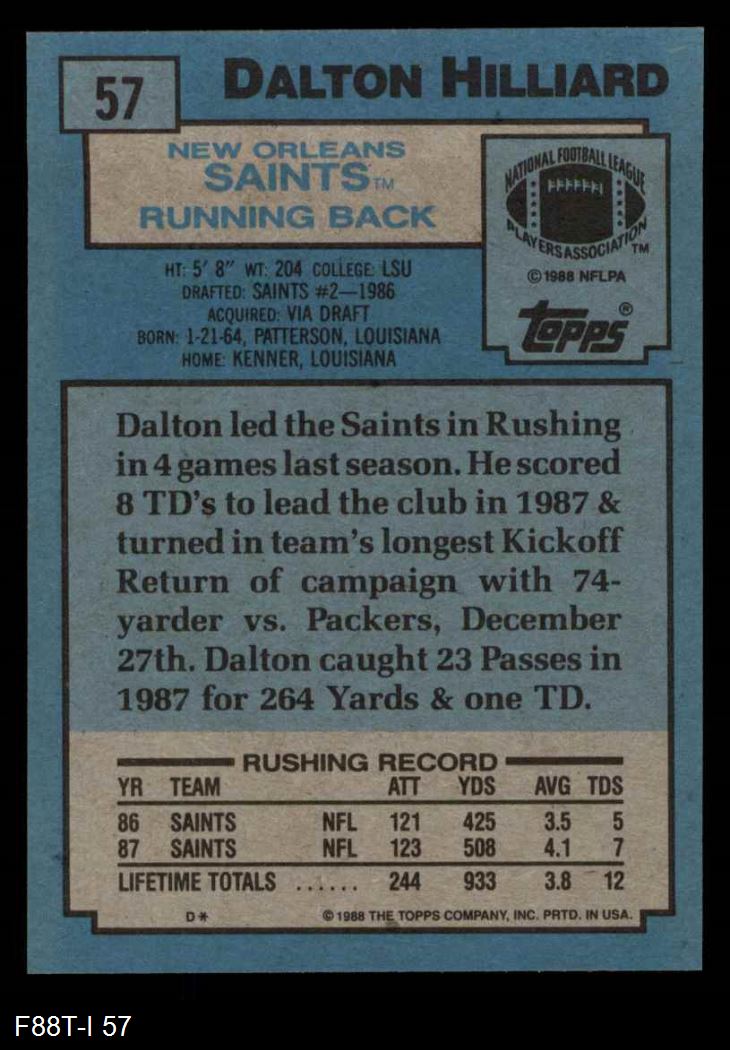 57
DALTON HILLIARD
NEW ORLEANS
SAINTS™
RUNNING BACK
NATIONAL FOOTBALL LEAGUE
PLAYERS ASSOCIATION™
©1988 NFLPA
Topps®
HT: 5' 8" WT: 204 COLLEGE: LSU
DRAFTED: SAINTS #2—1986
ACQUIRED: VIA DRAFT
BORN: 1-21-64, PATTERSON, LOUISIANA
HOME: KENNER, LOUISIANA
Dalton led the Saints in Rushing
in 4 games last season. He scored
8 TD's to lead the club in 1987 &
turned in team's longest Kickoff
Return of campaign with 74-
yarder vs. Packers, December
27th. Dalton caught 23 Passes in
1987 for 264 Yards & one TD.
RUSHING RECORD
YR TEAM ATT YDS AVG TDS
86 SAINTS NFL 121 425 3.5 5
87 SAINTS NFL 123 508 4.1 7
LIFETIME TOTALS ...... 244 933 3.8 12
D* ©1988 THE TOPPS COMPANY, INC. PRTD. IN USA.
F88T-I 57